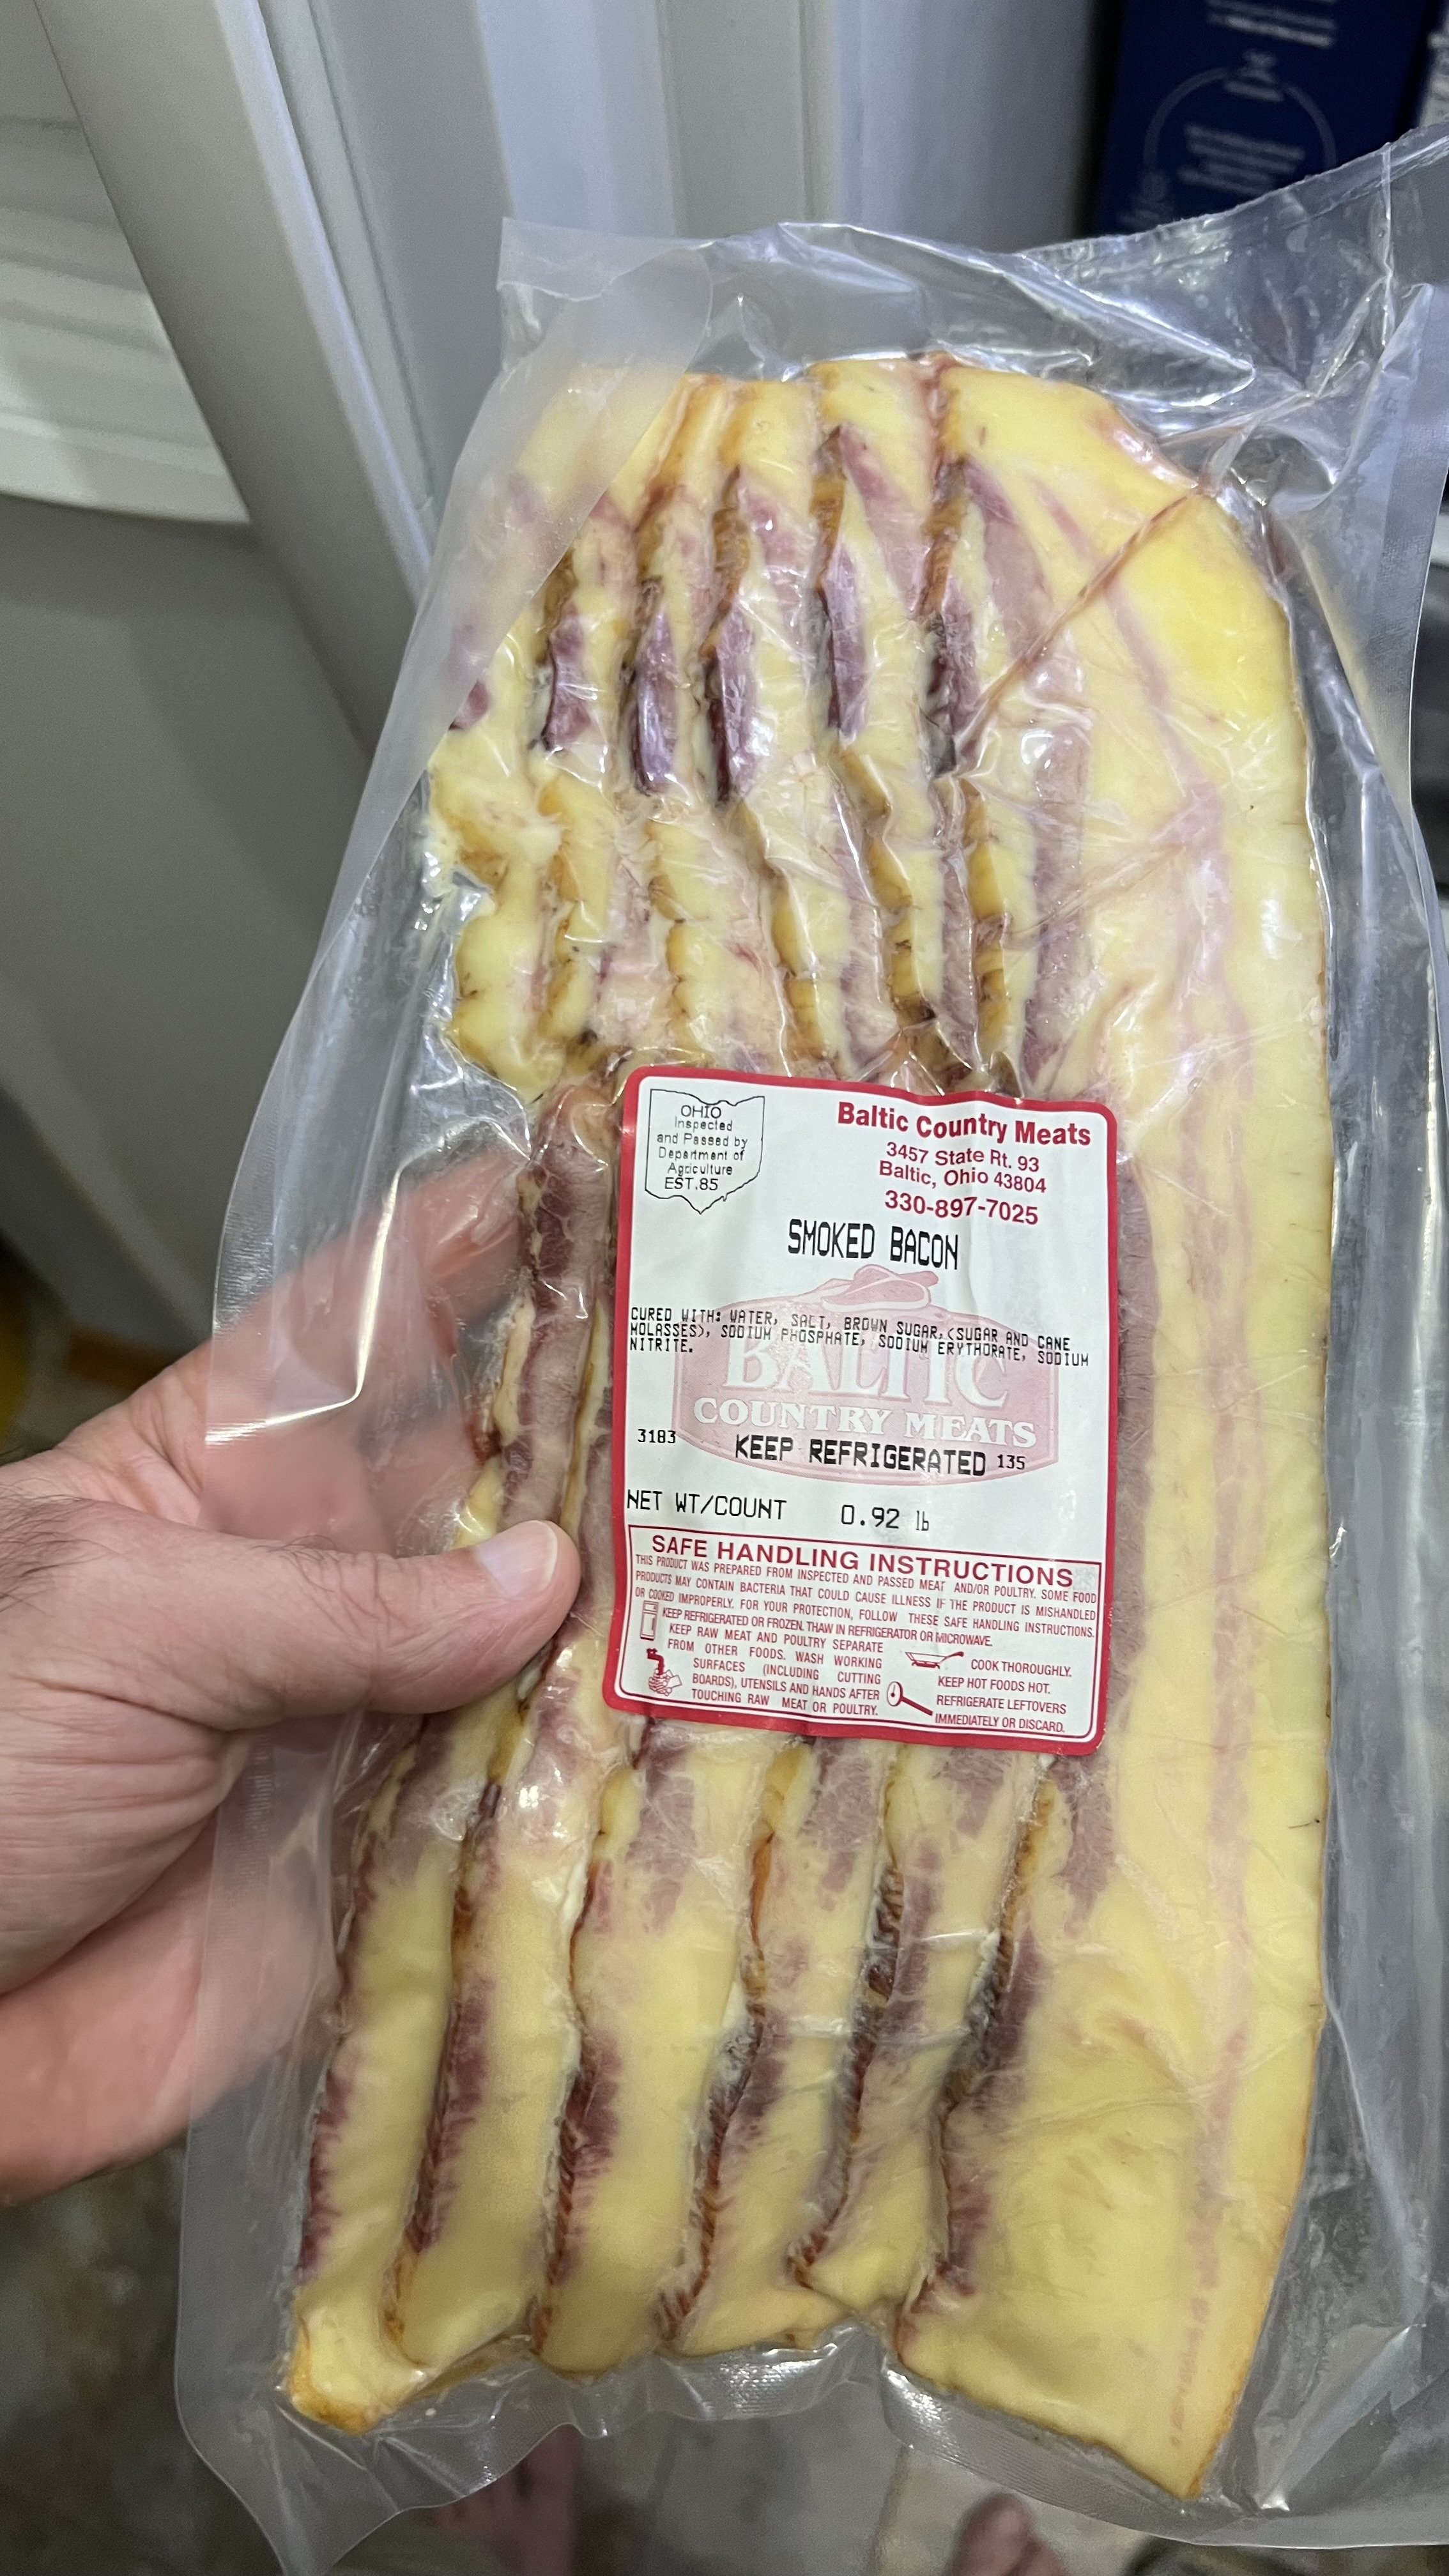 OHIO
Inspected
and Passed by
Department of
Agriculture
EST.85
Baltic Country Meats
3457 State Rt. 93
Baltic, Ohio 43804
330-897-7025
SMOKED BACON
CURED WITH: WATER, SALT, BROWN SUGAR,(SUGAR AND CANE
MOLASSES), SODIUM PHOSPHATE, SODIUM ERYTHORATE, SODIUM
NITRITE.
BALTIC
COUNTRY MEATS
3183
KEEP REFRIGERATED 135
NET WT/COUNT 0.92 lb
SAFE HANDLING INSTRUCTIONS
THIS PRODUCT WAS PREPARED FROM INSPECTED AND PASSED MEAT AND/OR POULTRY. SOME FOOD
PRODUCTS MAY CONTAIN BACTERIA THAT COULD CAUSE ILLNESS IF THE PRODUCT IS MISHANDLED
OR COOKED IMPROPERLY. FOR YOUR PROTECTION, FOLLOW THESE SAFE HANDLING INSTRUCTIONS.
KEEP REFRIGERATED OR FROZEN. THAW IN REFRIGERATOR OR MICROWAVE.
KEEP RAW MEAT AND POULTRY SEPARATE
FROM OTHER FOODS. WASH WORKING
SURFACES (INCLUDING CUTTING
BOARDS), UTENSILS AND HANDS AFTER
TOUCHING RAW MEAT OR POULTRY.
COOK THOROUGHLY.
KEEP HOT FOODS HOT.
REFRIGERATE LEFTOVERS
IMMEDIATELY OR DISCARD.